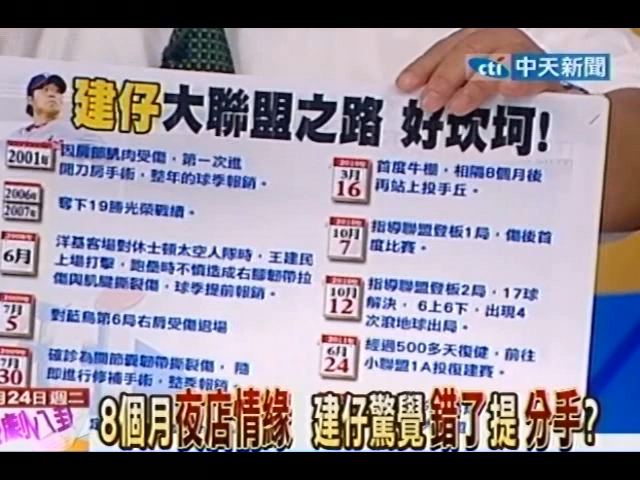 cti 中天新聞
建仔大聯盟之路 好坎坷!
2001年
因肩部肌肉受傷，第一次進
開刀房手術，整年的球季報銷。
2006年
2007年
奪下19勝光榮戰績。
6月
洋基客場對休士頓太空人隊時，王建民
上場打擊，跑壘時不慎造成右腳韌帶拉
傷與肌腱撕裂傷，球季提前報銷。
7月
5
對藍鳥第6局右肩受傷退場
7月
30
確診為關節囊韌帶撕裂傷，隨
即進行修補手術，整季報銷。
3月
16
首度牛棚，相隔8個月後
再站上投手丘。
10月
7
指導聯盟登板1局，傷後首
度比賽。
10月
12
指導聯盟登板2局，17球
解決，6上6下，出現4
次滾地球出局。
6月
24
經過500多天復健，前往
小聯盟1A投復建賽。
月24日週二
8個月夜店情緣 建仔驚覺錯了提分手?